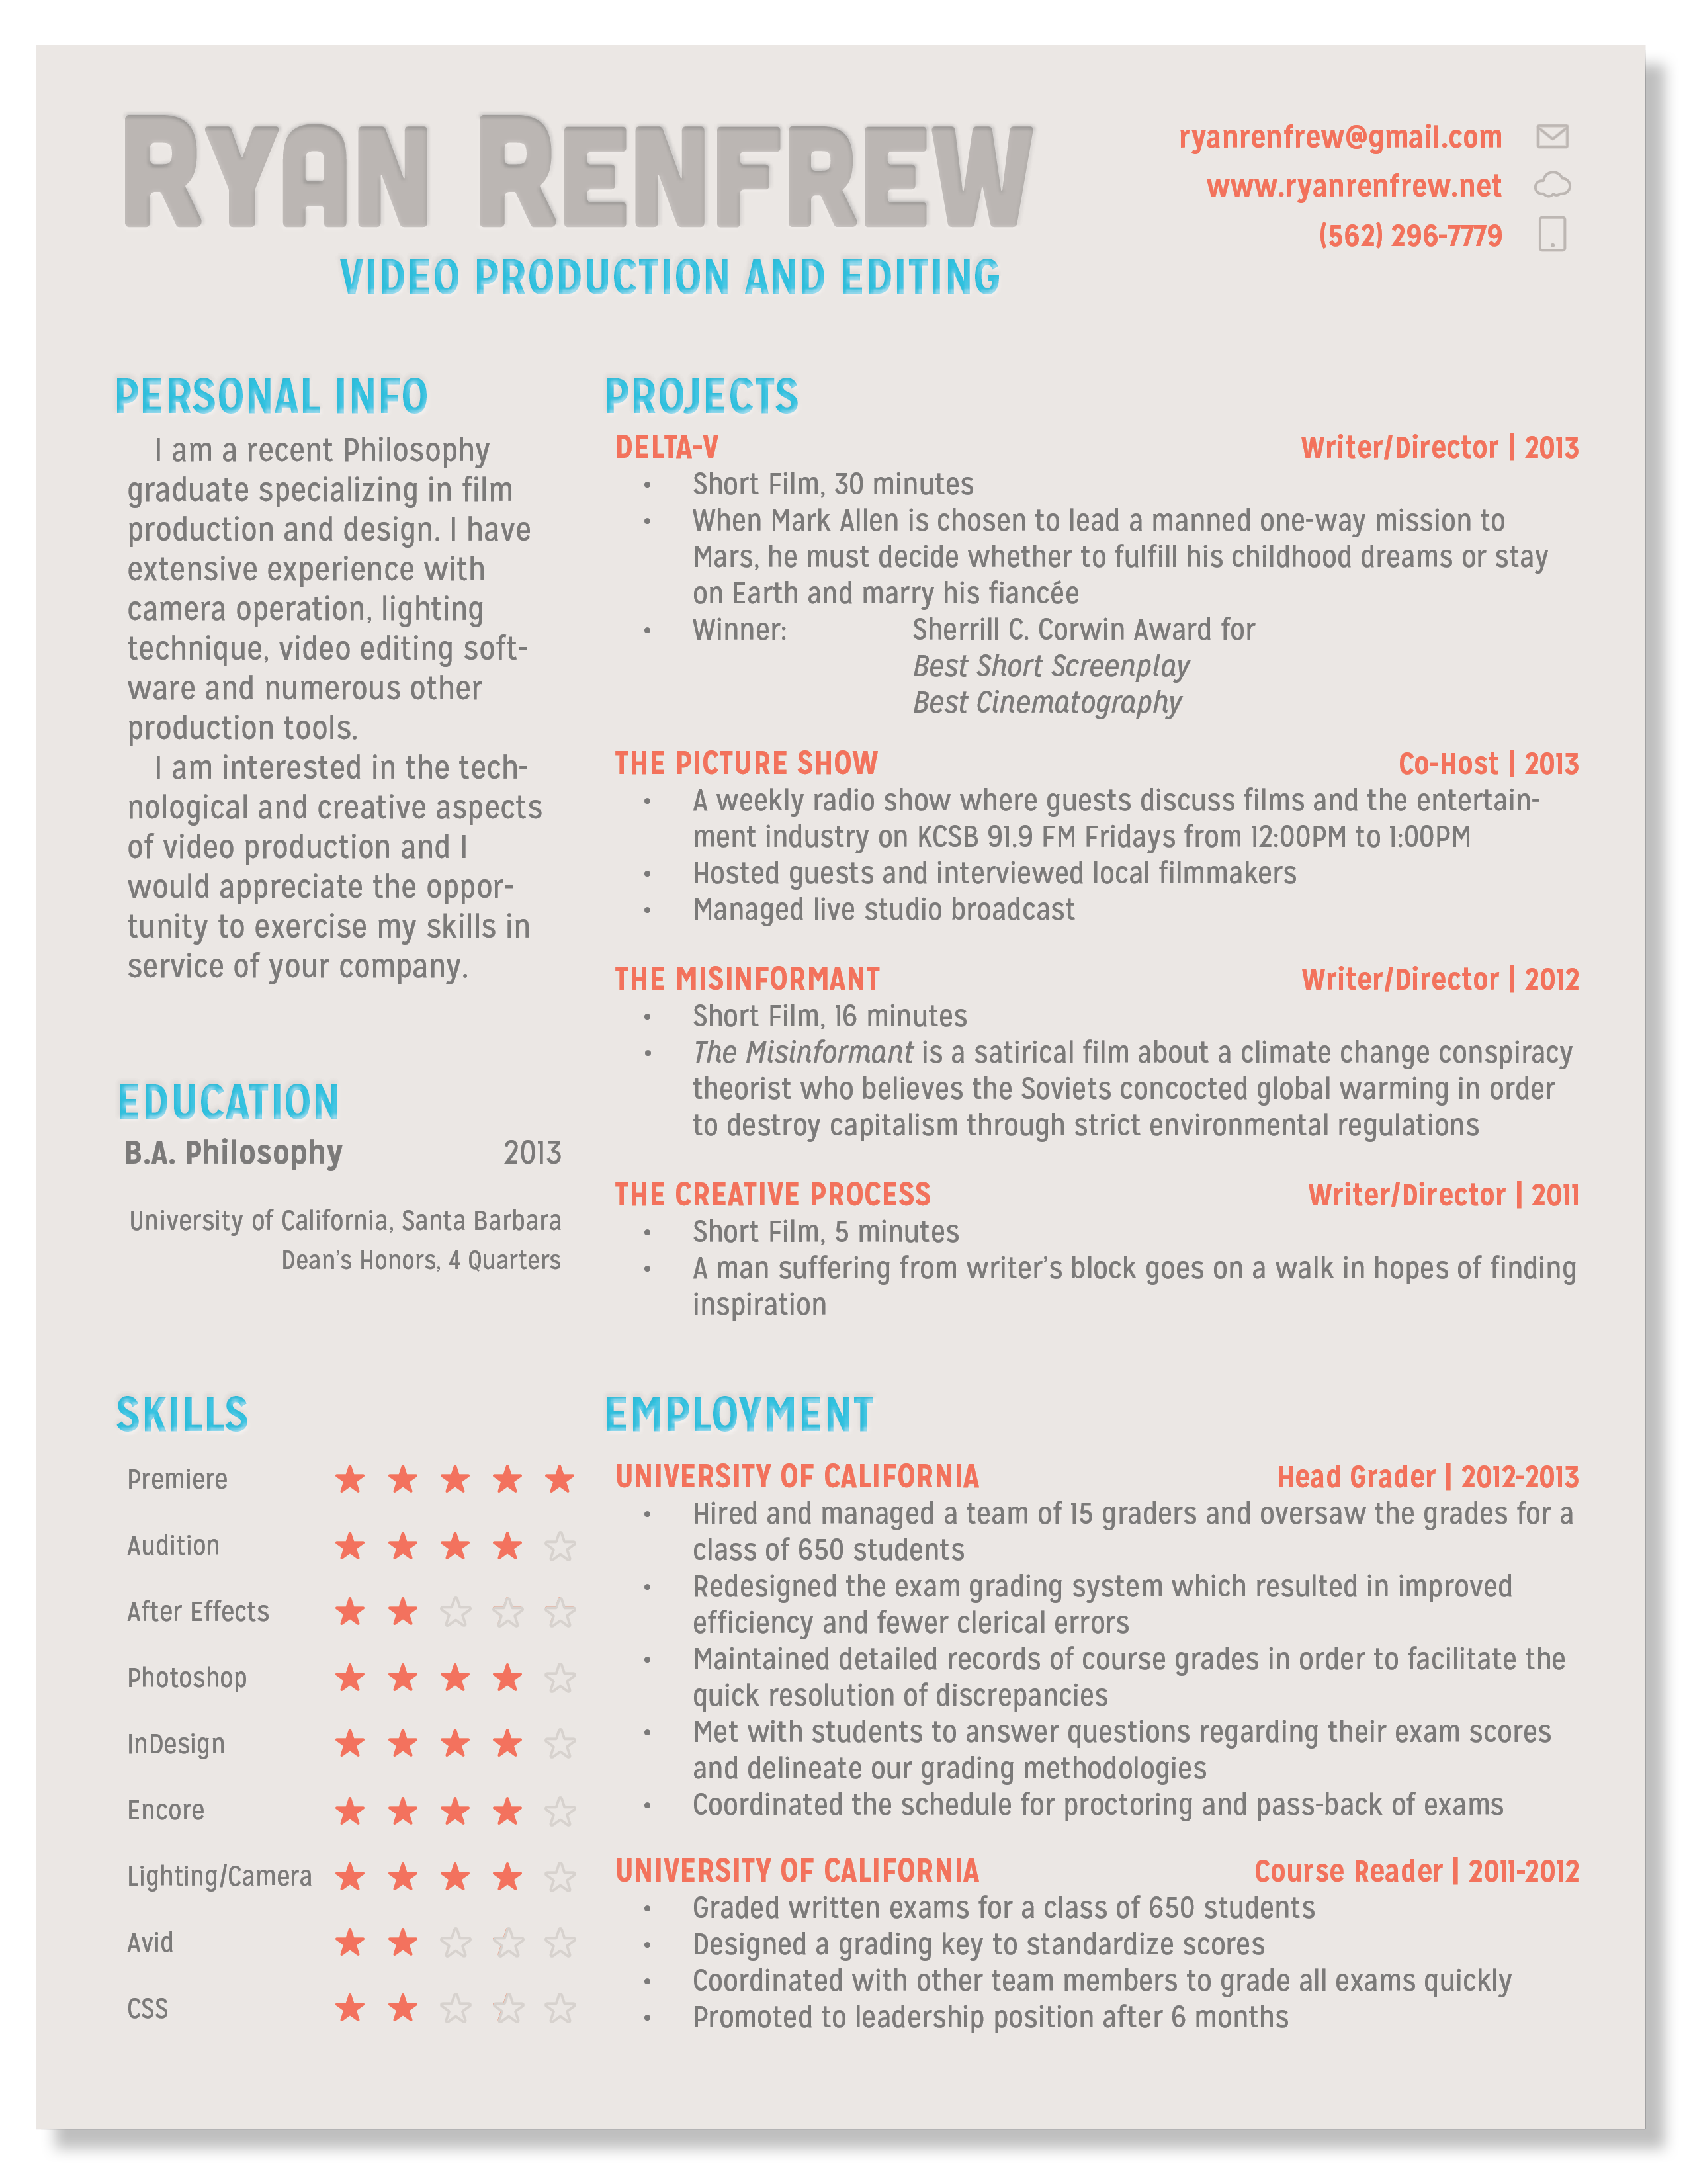 RYAN RENFREW
VIDEO PRODUCTION AND EDITING
ryanrenfrew@gmail.com
www.ryanrenfrew.net
(562) 296-7779
PERSONAL INFO
I am a recent Philosophy
graduate specializing in film
production and design. I have
extensive experience with
camera operation, lighting
technique, video editing soft-
ware and numerous other
production tools.
I am interested in the tech-
nological and creative aspects
of video production and I
would appreciate the oppor-
tunity to exercise my skills in
service of your company.
EDUCATION
B.A. Philosophy 2013
University of California, Santa Barbara
Dean's Honors, 4 Quarters
SKILLS
Premiere
Audition
After Effects
Photoshop
InDesign
Encore
Lighting/Camera
Avid
CSS
PROJECTS
DELTA-V Writer/Director | 2013
• Short Film, 30 minutes
• When Mark Allen is chosen to lead a manned one-way mission to
Mars, he must decide whether to fulfill his childhood dreams or stay
on Earth and marry his fiancée
• Winner: Sherrill C. Corwin Award for
Best Short Screenplay
Best Cinematography
THE PICTURE SHOW Co-Host | 2013
• A weekly radio show where guests discuss films and the entertain-
ment industry on KCSB 91.9 FM Fridays from 12:00PM to 1:00PM
• Hosted guests and interviewed local filmmakers
• Managed live studio broadcast
THE MISINFORMANT Writer/Director | 2012
• Short Film, 16 minutes
• The Misinformant is a satirical film about a climate change conspiracy
theorist who believes the Soviets concocted global warming in order
to destroy capitalism through strict environmental regulations
THE CREATIVE PROCESS Writer/Director | 2011
• Short Film, 5 minutes
• A man suffering from writer's block goes on a walk in hopes of finding
inspiration
EMPLOYMENT
UNIVERSITY OF CALIFORNIA Head Grader | 2012-2013
• Hired and managed a team of 15 graders and oversaw the grades for a
class of 650 students
• Redesigned the exam grading system which resulted in improved
efficiency and fewer clerical errors
• Maintained detailed records of course grades in order to facilitate the
quick resolution of discrepancies
• Met with students to answer questions regarding their exam scores
and delineate our grading methodologies
• Coordinated the schedule for proctoring and pass-back of exams
UNIVERSITY OF CALIFORNIA Course Reader | 2011-2012
• Graded written exams for a class of 650 students
• Designed a grading key to standardize scores
• Coordinated with other team members to grade all exams quickly
• Promoted to leadership position after 6 months